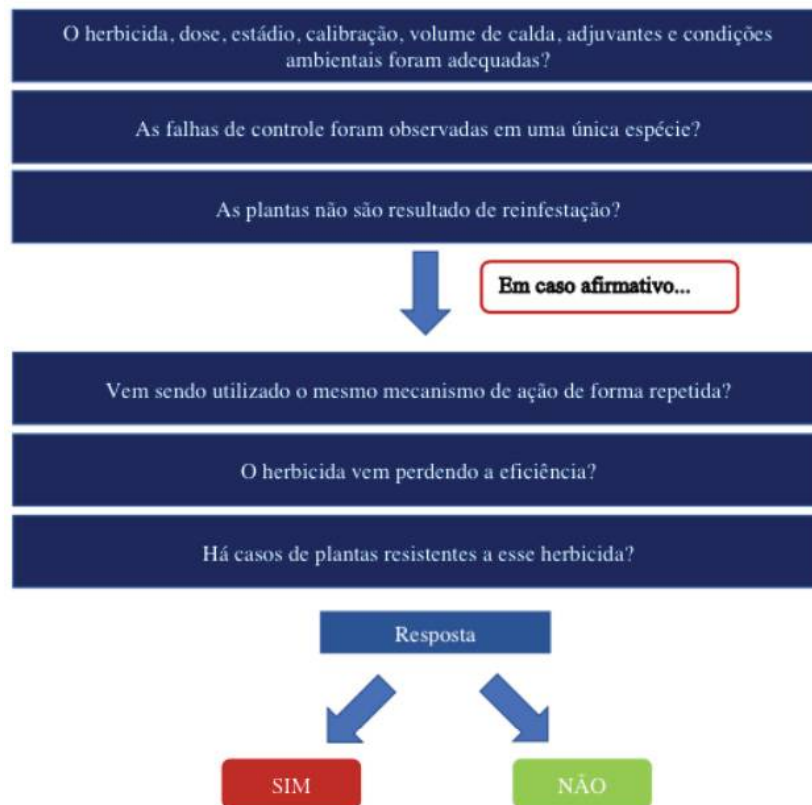 O herbicida, dose, estádio, calibração, volume de calda, adjuvantes e condições
ambientais foram adequadas?
As falhas de controle foram observadas em uma única espécie?
As plantas não são resultado de reinfestação?
Em caso afirmativo...
Vem sendo utilizado o mesmo mecanismo de ação de forma repetida?
O herbicida vem perdendo a eficiência?
Há casos de plantas resistentes a esse herbicida?
Resposta
SIM
NÃO